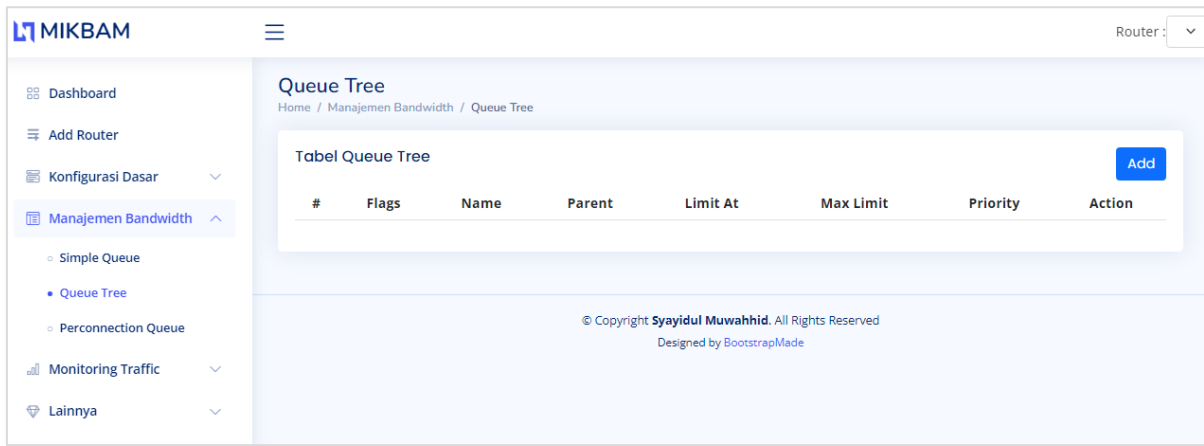 MIKBAM
Router :
Dashboard
Add Router
Konfigurasi Dasar
Manajemen Bandwidth
Simple Queue
Queue Tree
Perconnection Queue
Monitoring Traffic
Lainnya
Queue Tree
Home / Manajemen Bandwidth / Queue Tree
Tabel Queue Tree
Add
# Flags Name Parent Limit At Max Limit Priority Action
© Copyright Syayidul Muwahhid. All Rights Reserved
Designed by BootstrapMade